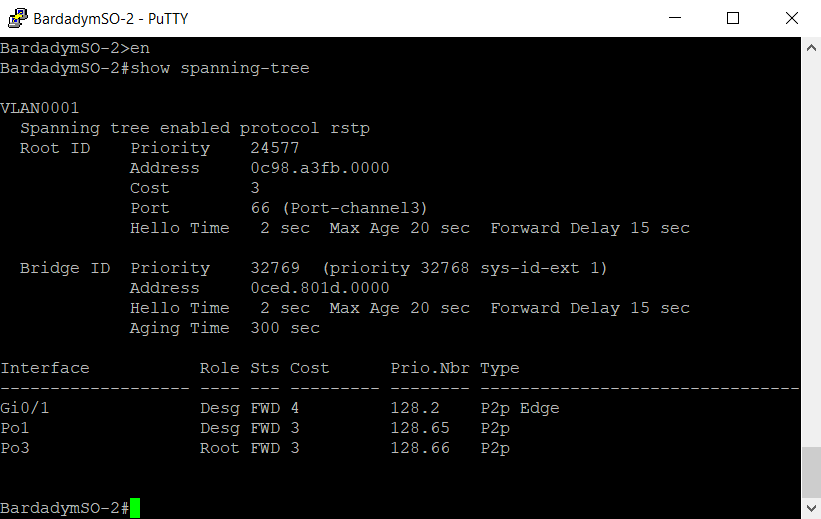 BardadymSO-2 - PuTTY
BardadymSO-2>en
BardadymSO-2#show spanning-tree
VLAN0001
  Spanning tree enabled protocol rstp
  Root ID    Priority    24577
             Address     0c98.a3fb.0000
             Cost        3
             Port        66 (Port-channel3)
             Hello Time   2 sec  Max Age 20 sec  Forward Delay 15 sec
  Bridge ID  Priority    32769  (priority 32768 sys-id-ext 1)
             Address     0ced.801d.0000
             Hello Time   2 sec  Max Age 20 sec  Forward Delay 15 sec
             Aging Time  300 sec
Interface           Role Sts Cost      Prio.Nbr Type
------------------- ---- --- --------- -------- --------------------------------
Gi0/1               Desg FWD 4         128.2    P2p Edge
Po1                 Desg FWD 3         128.65   P2p
Po3                 Root FWD 3         128.66   P2p
BardadymSO-2#